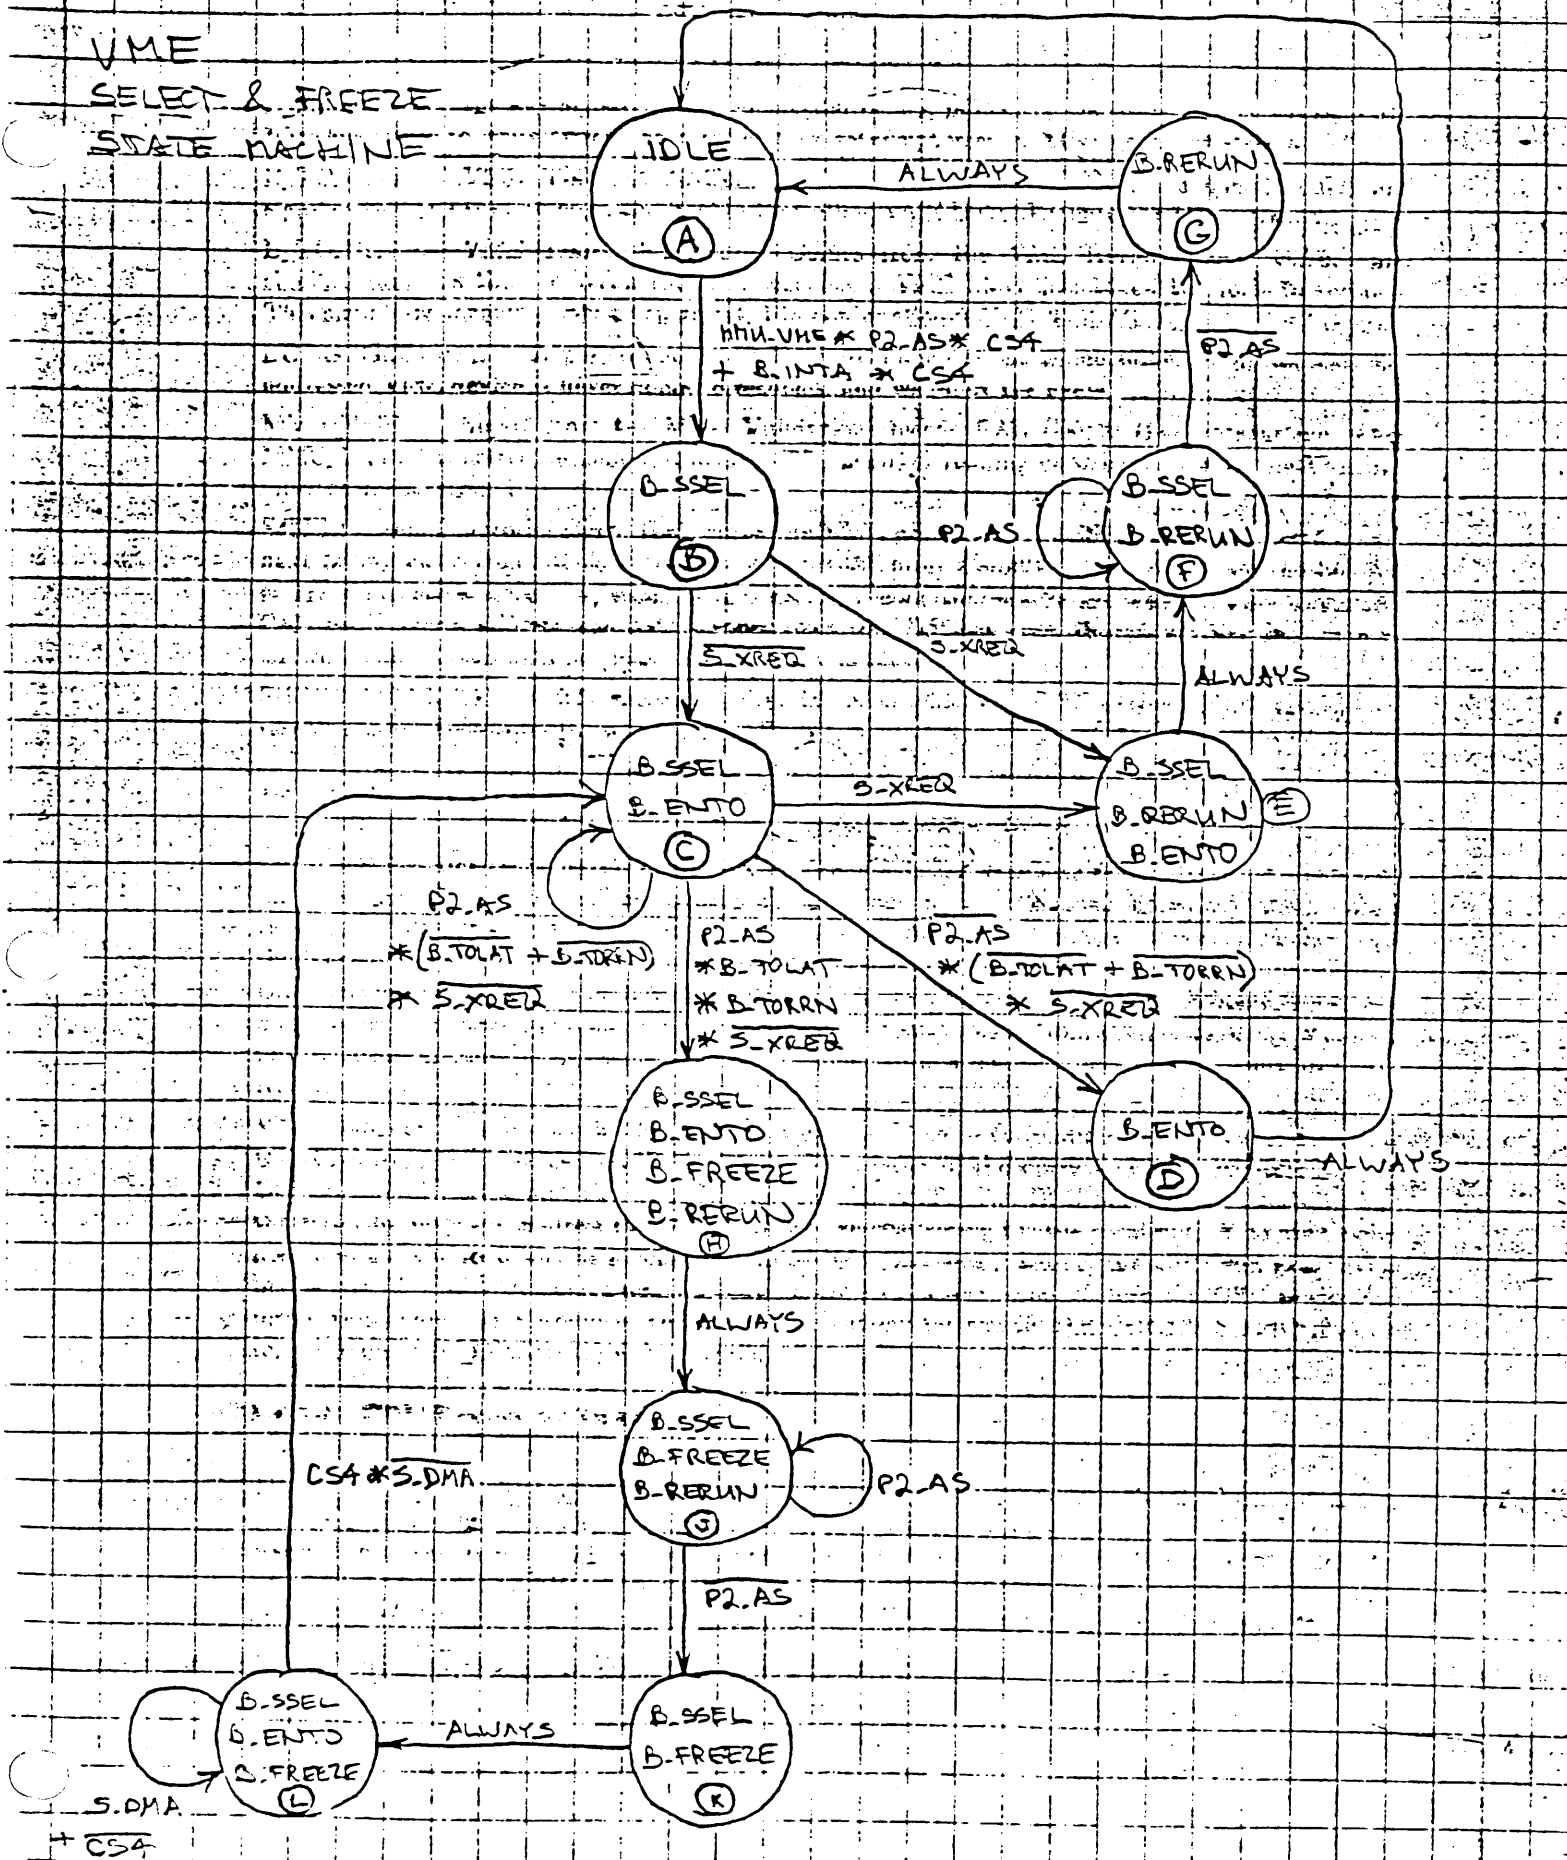 VME
SELECT & FREEZE
STATE MACHINE
IDLE
A
ALWAYS
B.RERUN
G
MMU_VME * P2_AS * CS4
+ B.INTA * CS4
P2_AS
B_SSEL
B
P2_AS
B_SSEL
B_RERUN
F
S_XREQ
S_XREQ
ALWAYS
B_SSEL
B_ENTO
C
S_XREQ
B_SSEL
B_RERUN
B_ENTO
E
P2_AS
*(B_TOLAT + B_TORRN)
* S_XREQ
P2_AS
*B_TOLAT
*B_TORRN
* S_XREQ
P2_AS
*(B_TOLAT + B_TORRN)
* S_XREQ
B_SSEL
B_ENTO
B_FREEZE
B_RERUN
H
B_ENTO
D
ALWAYS
ALWAYS
B_SSEL
B_FREEZE
B_RERUN
J
P2_AS
CS4 * S_DMA
P2_AS
B_SSEL
B_ENTO
B_FREEZE
L
ALWAYS
B_SSEL
B_FREEZE
K
S.DMA
+ CS4